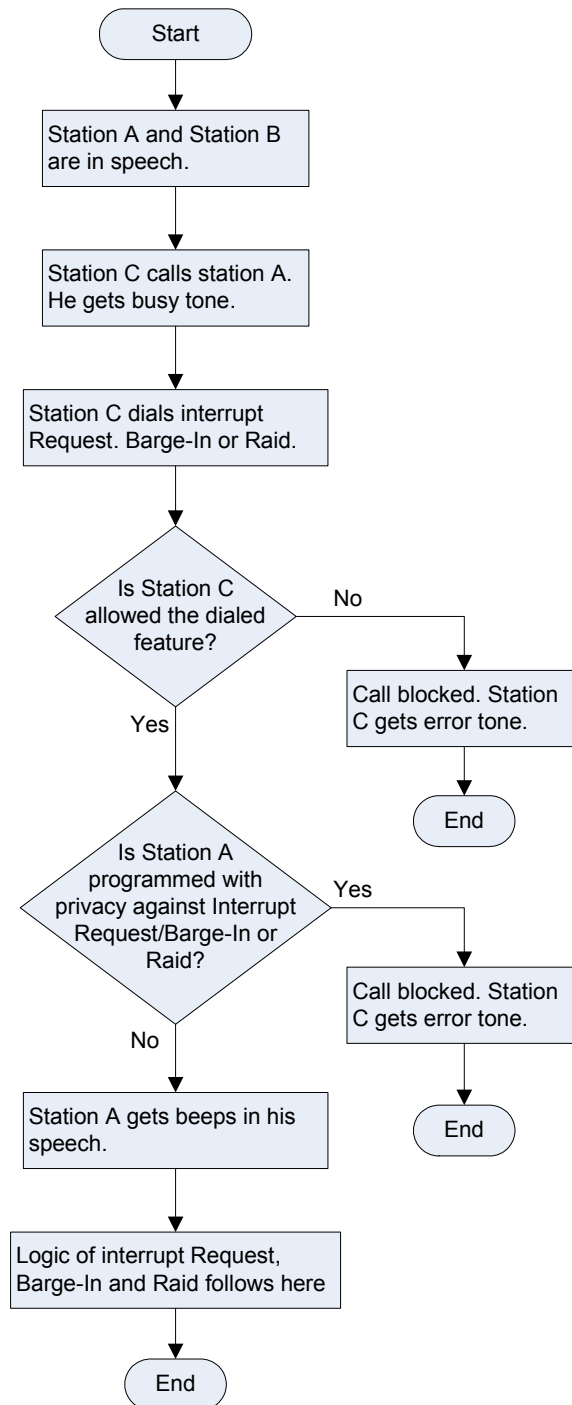 Start
Station A and Station B
are in speech.
Station C calls station A.
He gets busy tone.
Station C dials interrupt
Request. Barge-In or Raid.
Is Station C
allowed the dialed
feature?
No
Call blocked. Station
C gets error tone.
End
Yes
Is Station A
programmed with
privacy against Interrupt
Request/Barge-In or
Raid?
Yes
Call blocked. Station
C gets error tone.
End
No
Station A gets beeps in his
speech.
Logic of interrupt Request,
Barge-In and Raid follows here
End